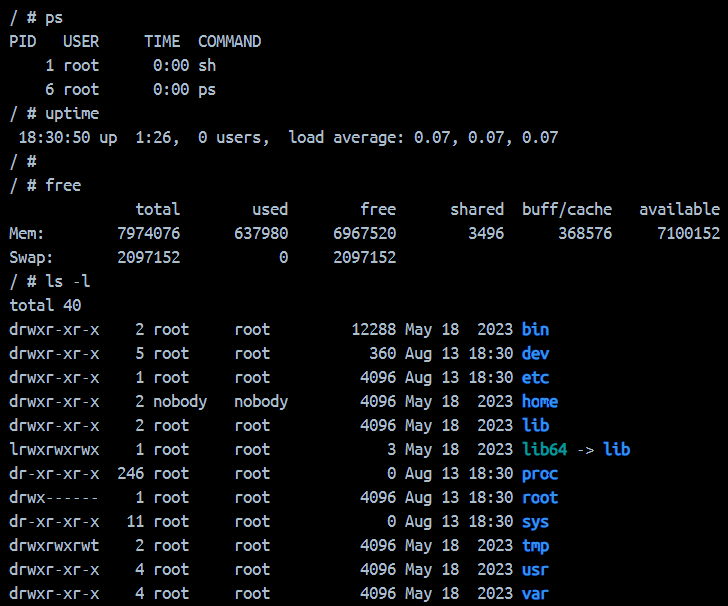 / # ps
PID   USER     TIME  COMMAND
    1 root      0:00 sh
    6 root      0:00 ps
/ # uptime
 18:30:50 up  1:26,  0 users,  load average: 0.07, 0.07, 0.07
/ #
/ # free
              total        used        free      shared  buff/cache   available
Mem:        7974076      637980     6967520        3496      368576     7100152
Swap:       2097152           0     2097152
/ # ls -l
total 40
drwxr-xr-x    2 root     root         12288 May 18  2023 bin
drwxr-xr-x    5 root     root           360 Aug 13 18:30 dev
drwxr-xr-x    1 root     root          4096 Aug 13 18:30 etc
drwxr-xr-x    2 nobody   nobody        4096 May 18  2023 home
drwxr-xr-x    2 root     root          4096 May 18  2023 lib
lrwxrwxrwx    1 root     root             3 May 18  2023 lib64 -> lib
dr-xr-xr-x  246 root     root             0 Aug 13 18:30 proc
drwx------    1 root     root          4096 Aug 13 18:30 root
dr-xr-xr-x   11 root     root             0 Aug 13 18:30 sys
drwxrwxrwt    2 root     root          4096 May 18  2023 tmp
drwxr-xr-x    4 root     root          4096 May 18  2023 usr
drwxr-xr-x    4 root     root          4096 May 18  2023 var